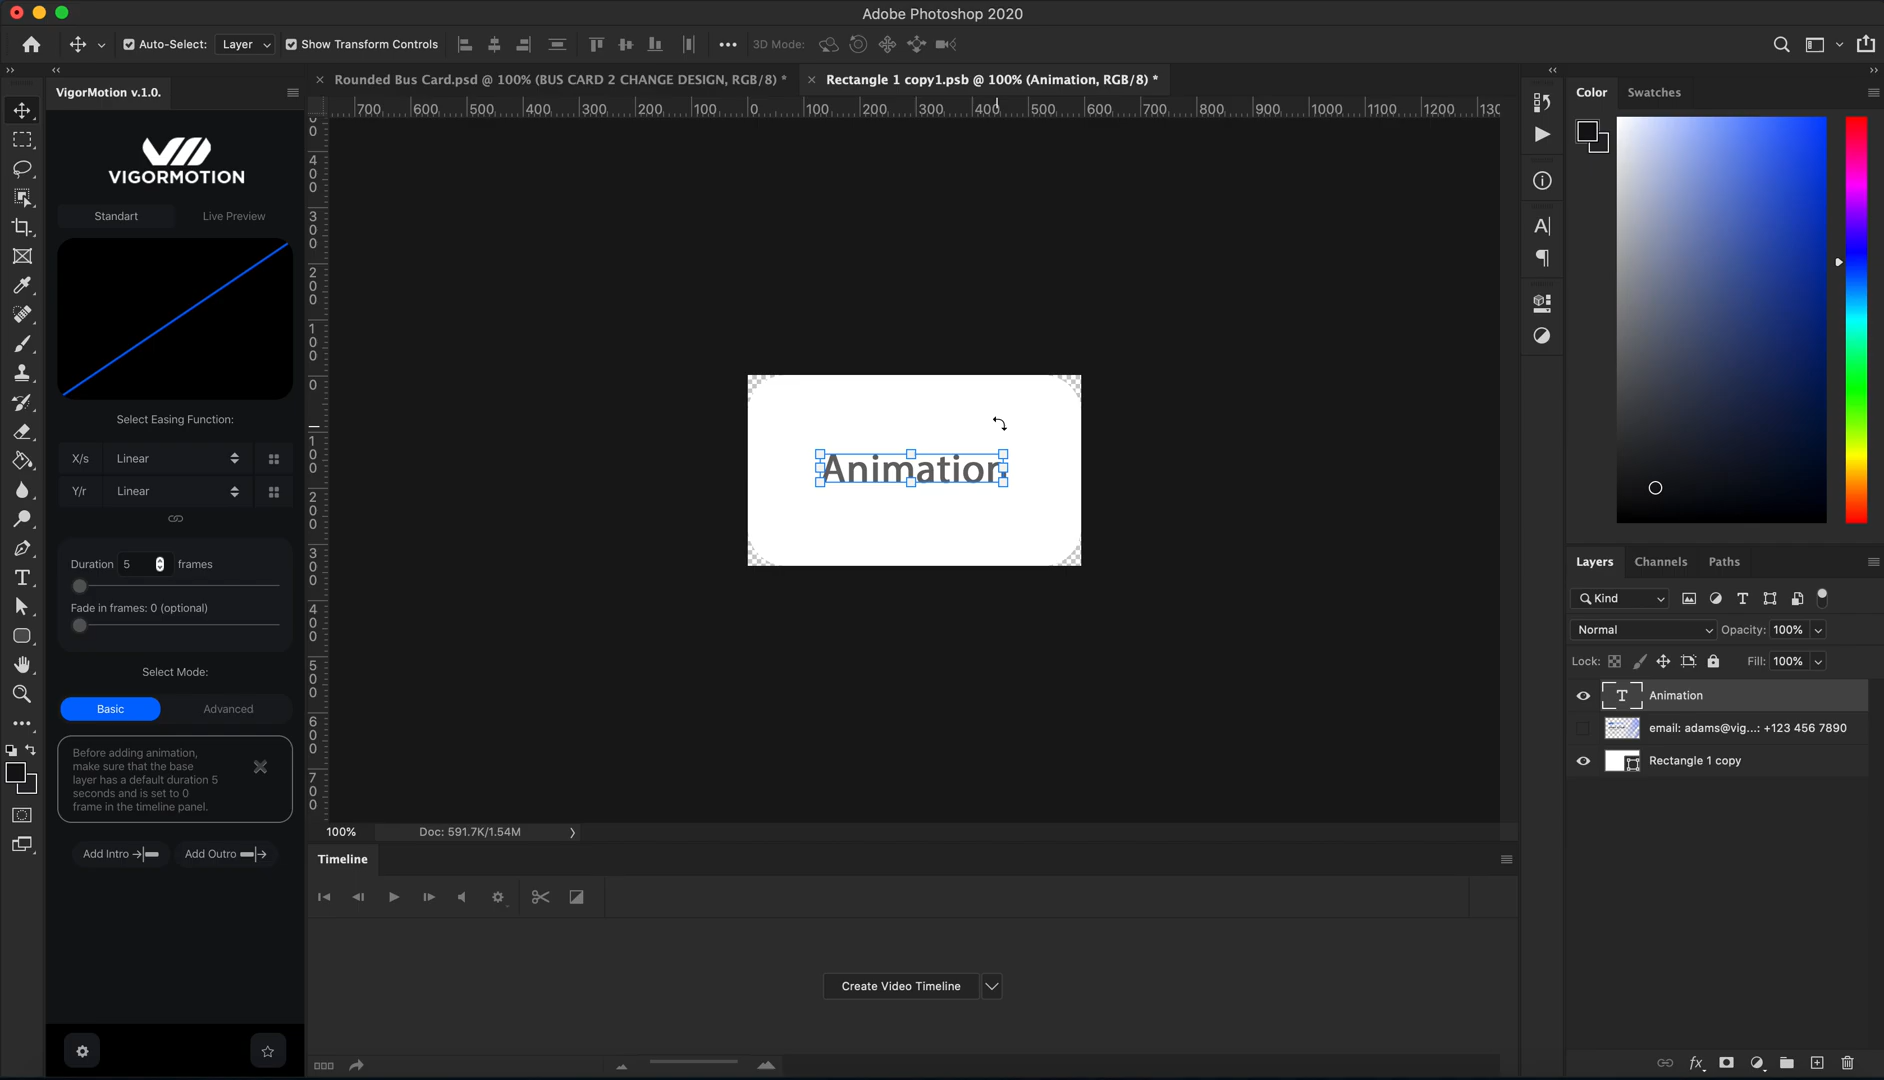 Adobe Photoshop 2020
Auto-Select: Layer Show Transform Controls 3D Mode:
VigorMotion v.1.0.
Rounded Bus Card.psd @ 100% (BUS CARD 2 CHANGE DESIGN, RGB/8) *
Rectangle 1 copy1.psb @ 100% (Animation, RGB/8) *
Color Swatches
700 600 500 400 300 200 100 0 100 200 300 400 500 600 700 800 900 1000 1100 1200
VIGORMOTION
Standart Live Preview
Select Easing Function:
X/s Linear
Y/r Linear
Duration 5 frames
Fade in frames: 0 (optional)
Select Mode:
Basic Advanced
Before adding animation,
make sure that the base
layer has a default duration 5
seconds and is set to 0
frame in the timeline panel.
Add Intro Add Outro
400
300
200
100
0
100
200
300
400
500
600
700
Animation
100% Doc: 591.7K/1.54M
Timeline
Create Video Timeline
Layers Channels Paths
Kind
Normal Opacity: 100%
Lock: Fill: 100%
Animation
email: adams@vig...: +123 456 7890
Rectangle 1 copy